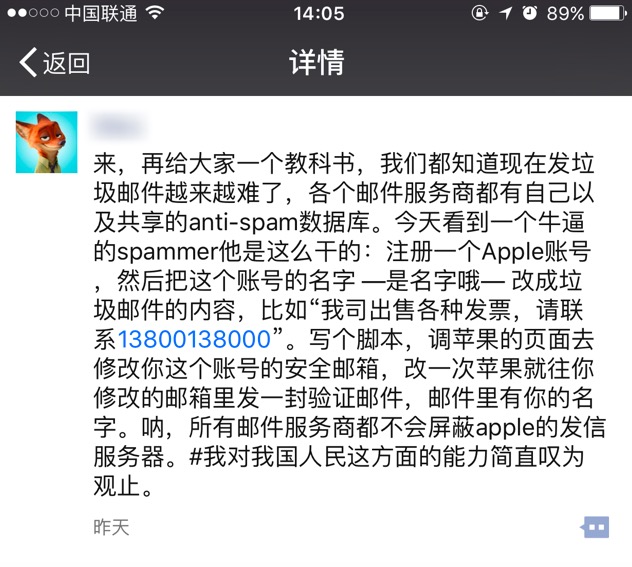 中国联通 14:05 89%
返回 详情
来，再给大家一个教科书，我们都知道现在发垃
圾邮件越来越难了，各个邮件服务商都有自己以
及共享的anti-spam数据库。今天看到一个牛逼
的spammer他是这么干的：注册一个Apple账号
，然后把这个账号的名字 —是名字哦— 改成垃
圾邮件的内容，比如“我司出售各种发票，请联
系13800138000”。写个脚本，调苹果的页面去
修改你这个账号的安全邮箱，改一次苹果就往你
修改的邮箱里发一封验证邮件，邮件里有你的名
字。呐，所有邮件服务商都不会屏蔽apple的发信
服务器。#我对我国人民这方面的能力简直叹为
观止。
昨天